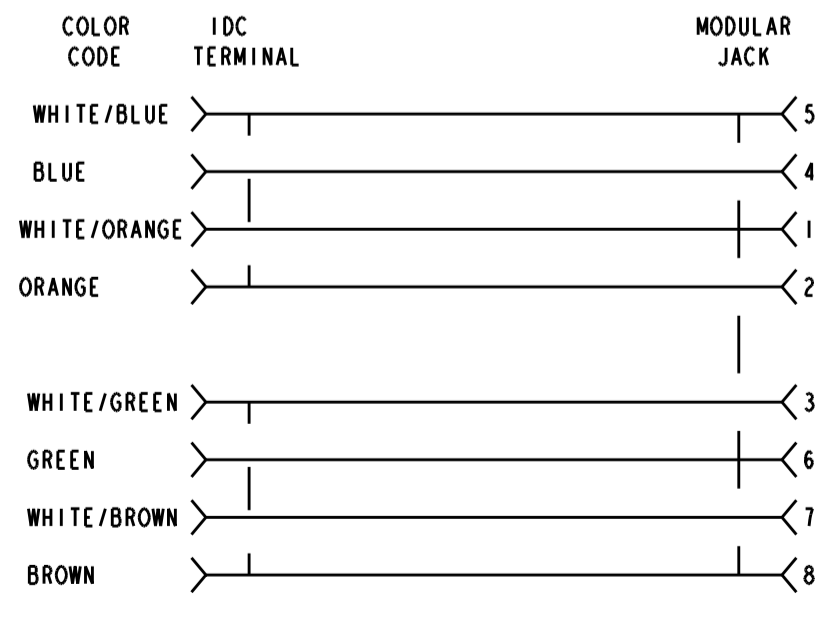 COLOR IDC MODULAR
CODE TERMINAL JACK
WHITE/BLUE 5
BLUE 4
WHITE/ORANGE 1
ORANGE 2
WHITE/GREEN 3
GREEN 6
WHITE/BROWN 7
BROWN 8